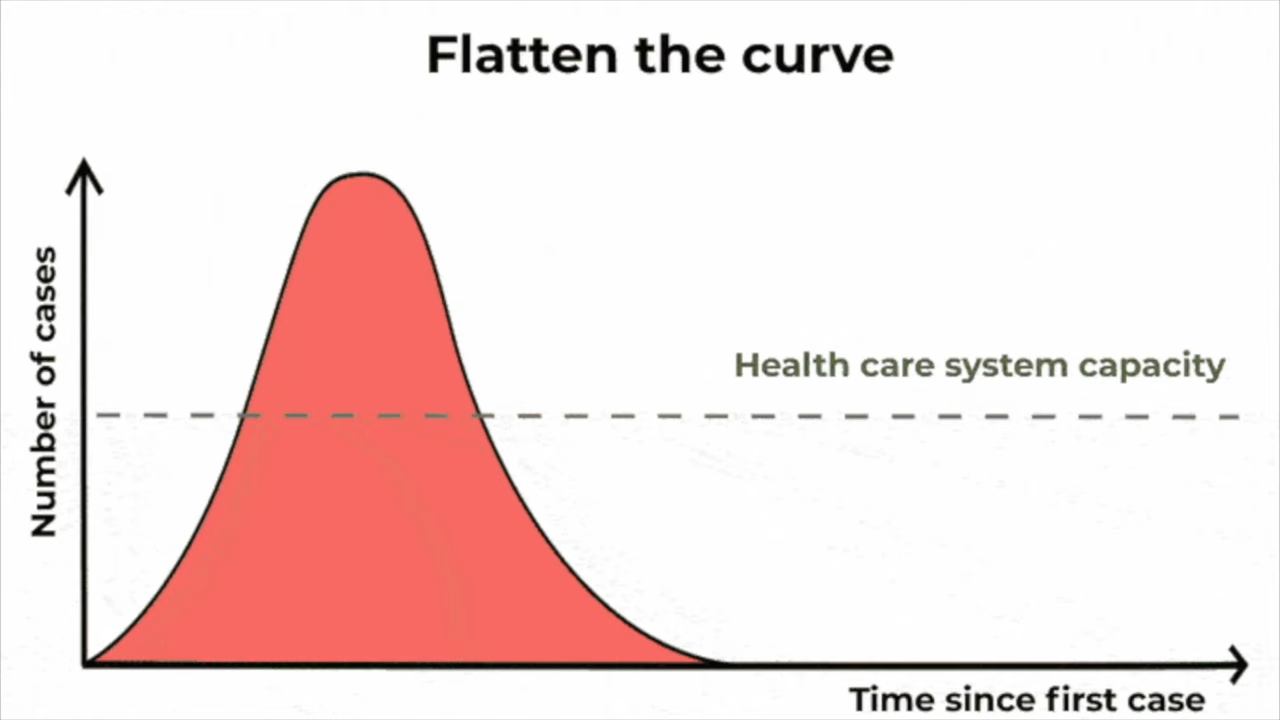 Flatten the curve
Number of cases
Health care system capacity
Time since first case